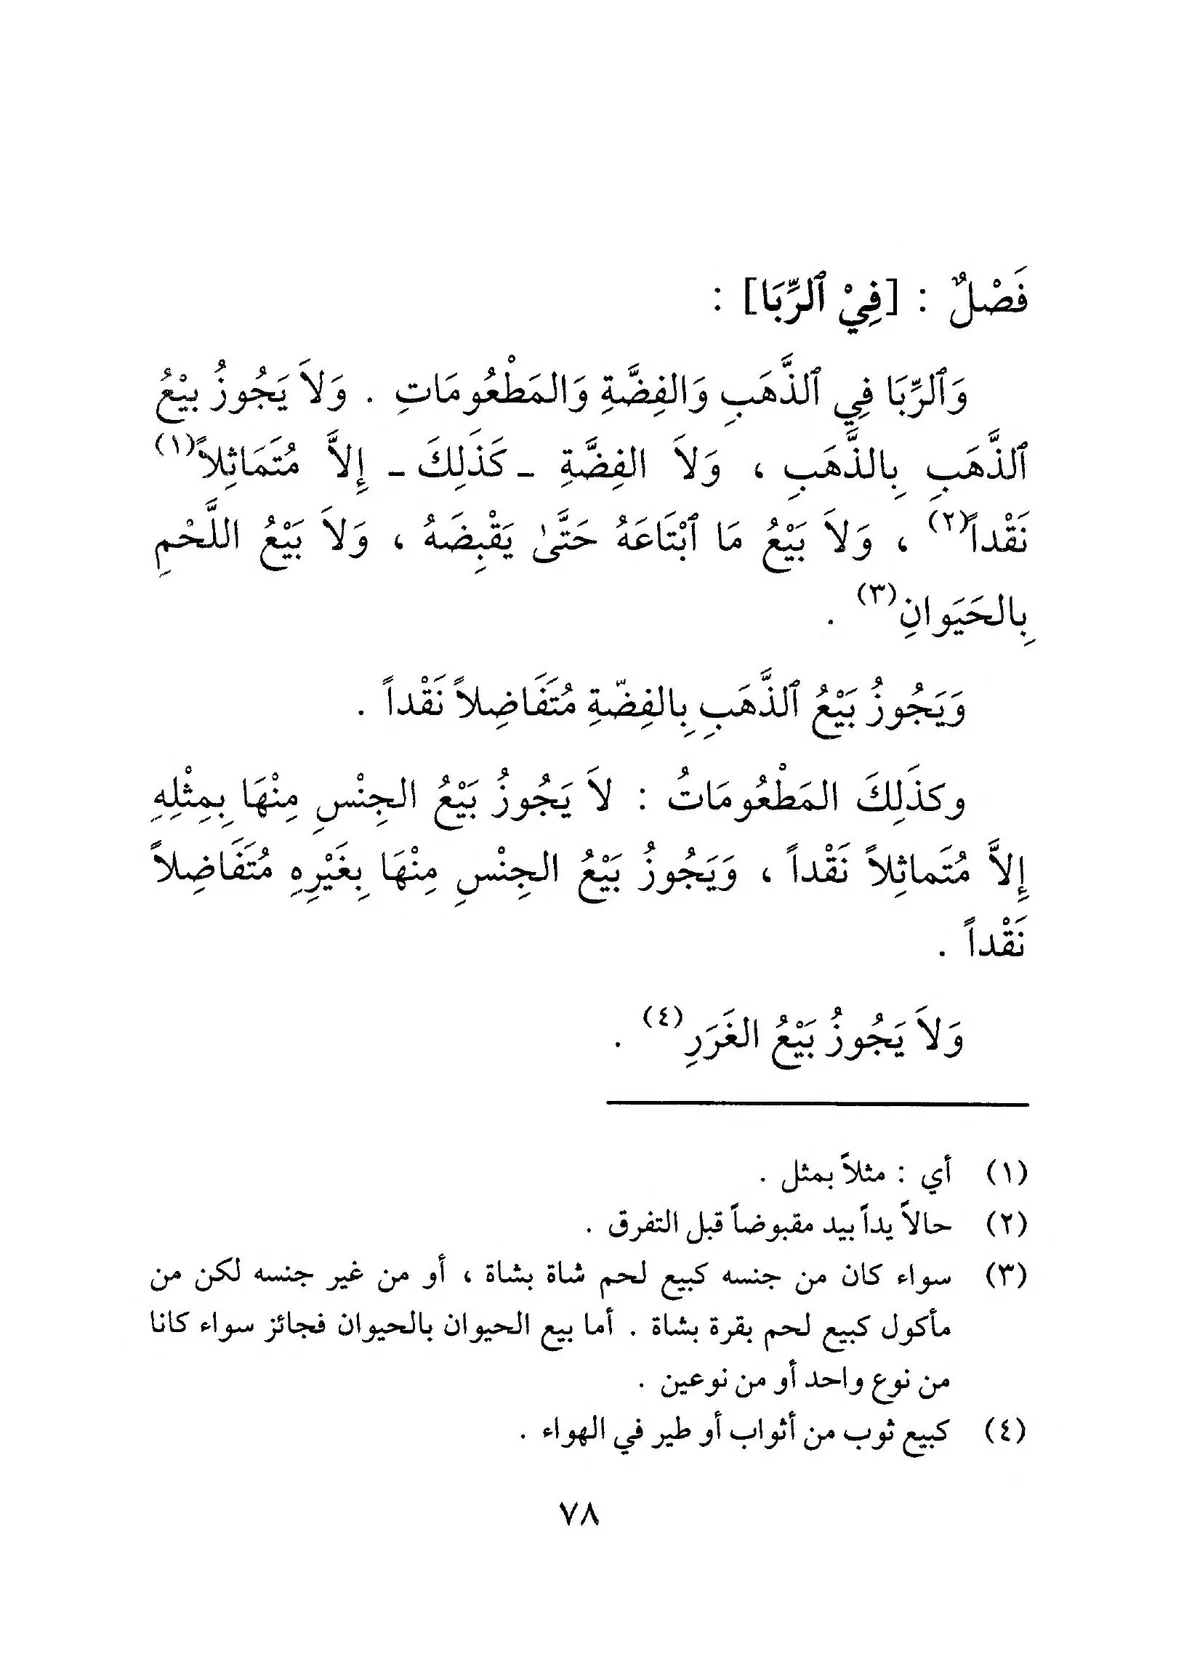 فَصْلٌ : [فِيْ ٱلرِّبَا] :
وَٱلرِّبَا فِي ٱلذَّهَبِ وَالفِضَّةِ وَالمَطْعُومَاتِ . وَلاَ يَجُوزُ بَيْعُ
ٱلذَّهَبِ بِالذَّهَبِ ، وَلاَ الفِضَّةِ ـ كَذَلِكَ ـ إِلاَّ مُتَمَاثِلاً(١)
نَقْداً(٢) ، وَلاَ بَيْعُ مَا ٱبْتَاعَهُ حَتَّىٰ يَقْبِضَهُ ، وَلاَ بَيْعُ اللَّحْمِ
بِالحَيَوانِ(٣) .
وَيَجُوزُ بَيْعُ ٱلذَّهَبِ بِالفِضّةِ مُتَفَاضِلاً نَقْداً .
وكذَلِكَ المَطْعُومَاتُ : لاَ يَجُوزُ بَيْعُ الجِنْسِ مِنْهَا بِمِثْلِهِ
إِلاَّ مُتَماثِلاً نَقْداً ، وَيَجُوزُ بَيْعُ الجِنْسِ مِنْهَا بِغَيْرِهِ مُتَفَاضِلاً
نَقْداً .
وَلاَ يَجُوزُ بَيْعُ الغَرَرِ(٤) .
(١) أي : مثلاً بمثل .
(٢) حالاً يداً بيد مقبوضاً قبل التفرق .
(٣) سواء كان من جنسه كبيع لحم شاة بشاة ، أو من غير جنسه لكن من
مأكول كبيع لحم بقرة بشاة . أما بيع الحيوان بالحيوان فجائز سواء كانا
من نوع واحد أو من نوعين .
(٤) كبيع ثوب من أثواب أو طير في الهواء .
٧٨